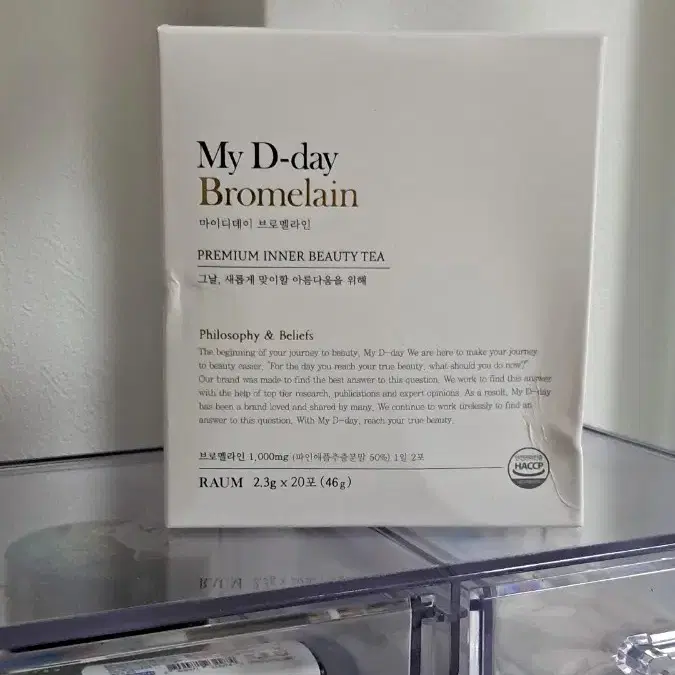 My D-day
Bromelain
마이디데이 브로멜라인
PREMIUM INNER BEAUTY TEA
그날, 새롭게 맞이할 아름다움을 위해
Philosophy & Beliefs
The beginning of your journey to beauty, My D-day We are here to make your journey
to beauty easier. "For the day you reach your true beauty, what should you do now?"
Our brand was made to find the best answer to this question. We work to find this answer
with the help of top tier research, publications and expert opinions. As a result, My D-day
has been a brand loved and shared by many. We continue to work tirelessly to find an
answer to this question. With My D-day, reach your true beauty.
브로멜라인 1,000mg (파인애플추출분말 50%) 1일 2포
HACCP
RAUM 2.3g x 20포 (46g)